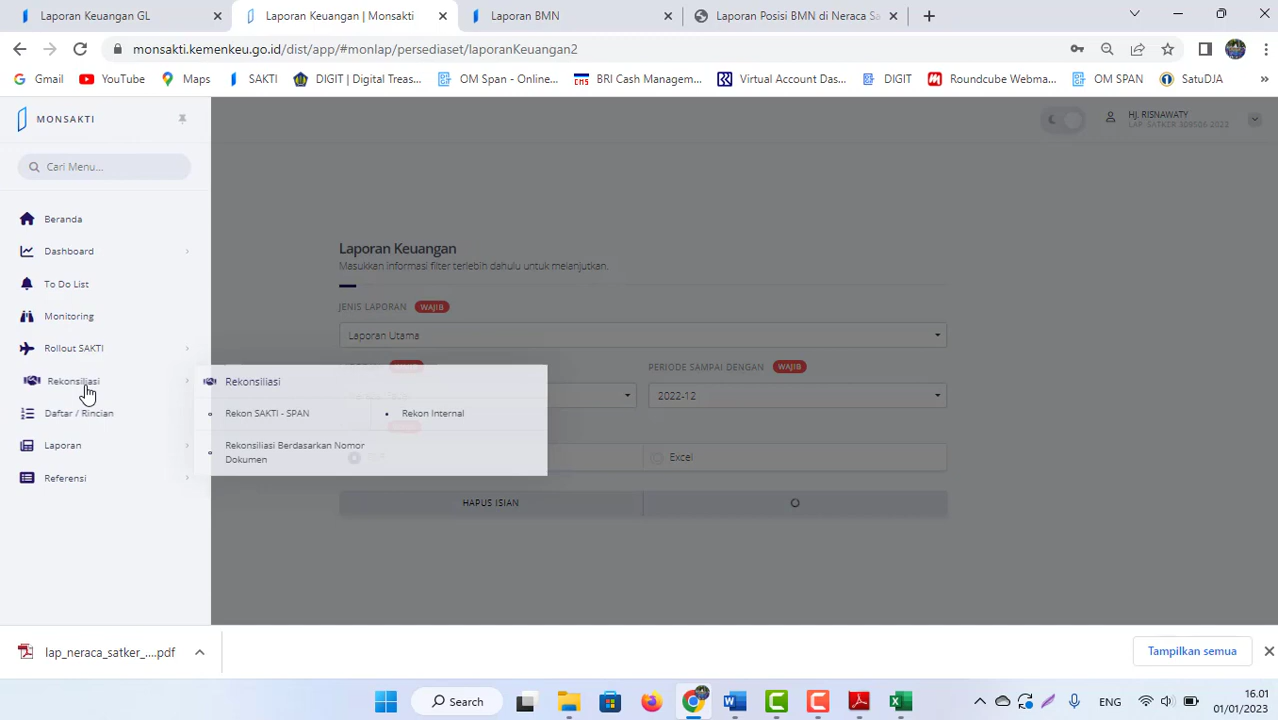 Laporan Keuangan GL
Laporan Keuangan | Monsakti
Laporan BMN
Laporan Posisi BMN di Neraca Sa
monsakti.kemenkeu.go.id/dist/app/#monlap/persediaset/laporanKeuangan2
Gmail
YouTube
Maps
SAKTI
DIGIT | Digital Treas...
OM Span - Online...
BRI Cash Managem...
Virtual Account Das...
DIGIT
Roundcube Webma...
OM SPAN
SatuDJA
MONSAKTI
HJ. RISNAWATY
Cari Menu...
Beranda
Dashboard
To Do List
Monitoring
Rollout SAKTI
Rekonsiliasi
Daftar / Rincian
Laporan
Referensi
Rekonsiliasi
Rekon SAKTI - SPAN
Rekon Internal
Rekonsiliasi Berdasarkan Nomor
Dokumen
Laporan Keuangan
Masukkan informasi filter terlebih dahulu untuk melanjutkan.
JENIS LAPORAN WAJIB
Laporan Utama
PERIODE SAMPAI DENGAN WAJIB
2022-12
Excel
HAPUS ISIAN
lap_neraca_satker_....pdf
Tampilkan semua
Search
ENG
16.01
01/01/2023